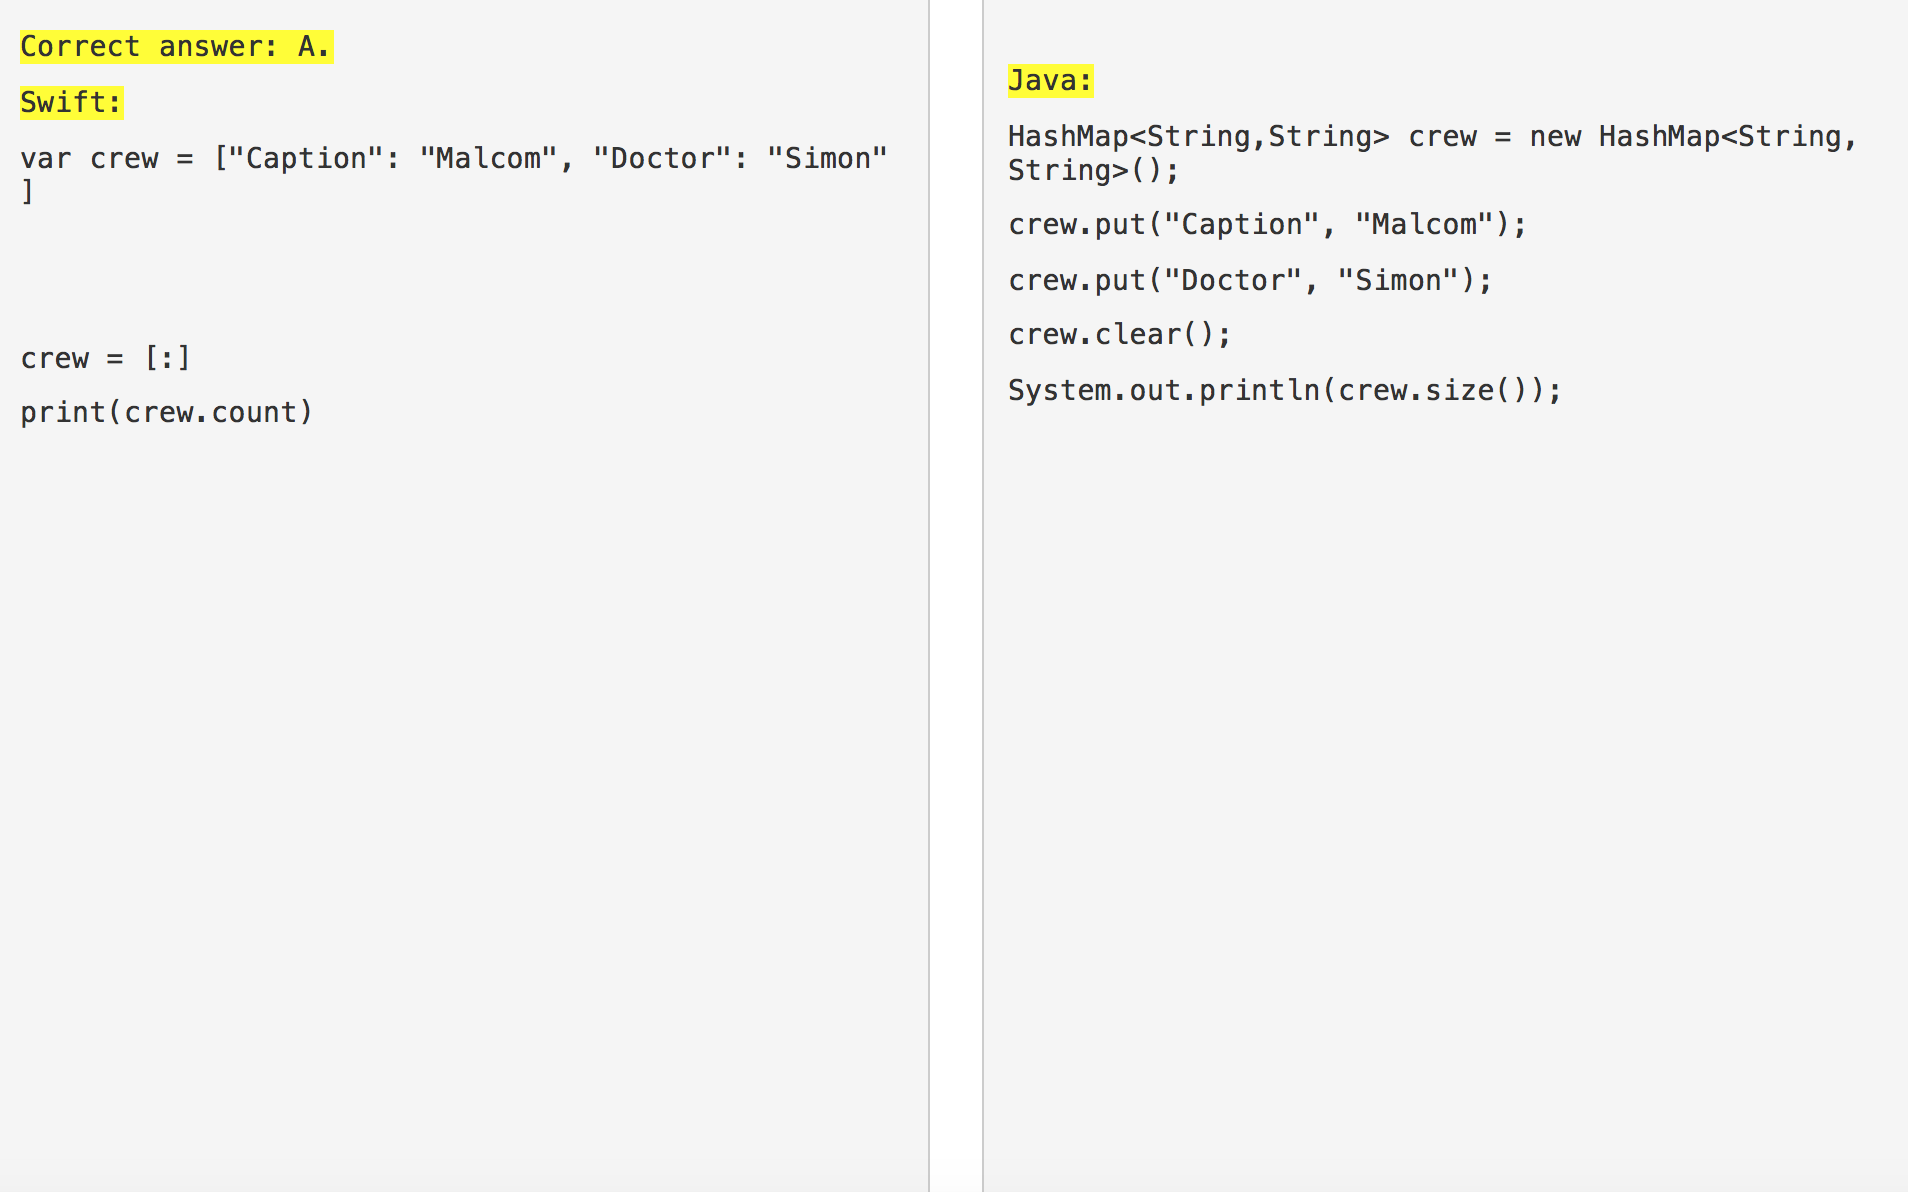 Correct answer: A.
Swift:
var crew = ["Caption": "Malcom", "Doctor": "Simon"
]
crew = [:]
print(crew.count)
Java:
HashMap<String,String> crew = new HashMap<String,
String>();
crew.put("Caption", "Malcom");
crew.put("Doctor", "Simon");
crew.clear();
System.out.println(crew.size());